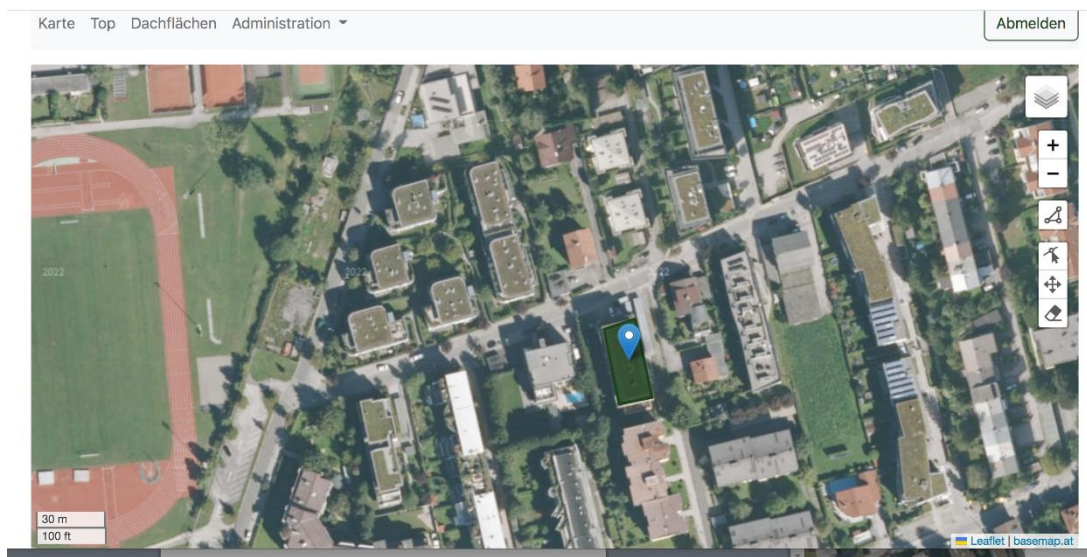 Karte Top Dachflächen Administration
Abmelden
+
−
2022
2022
2022
30 m
100 ft
Leaflet | basemap.at